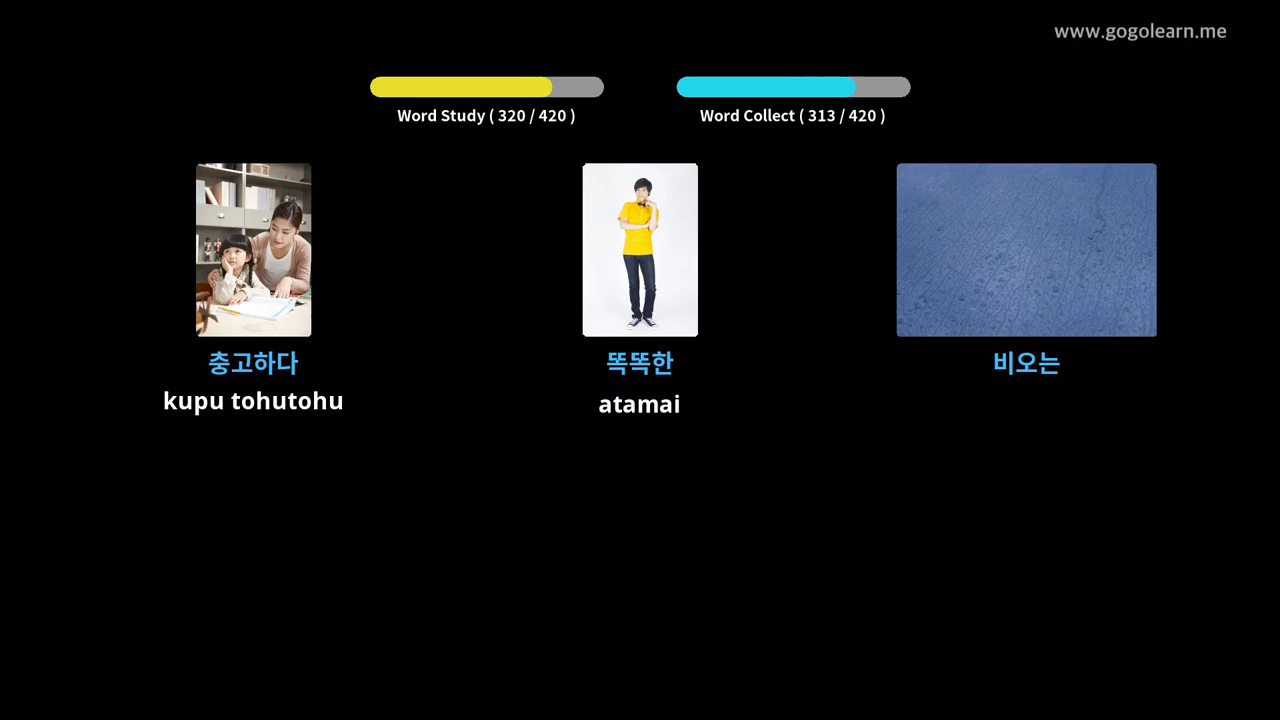 www.gogolearn.me
Word Study ( 320 / 420 )
Word Collect ( 313 / 420 )
충고하다
kupu tohutohu
똑똑한
atamai
비오는